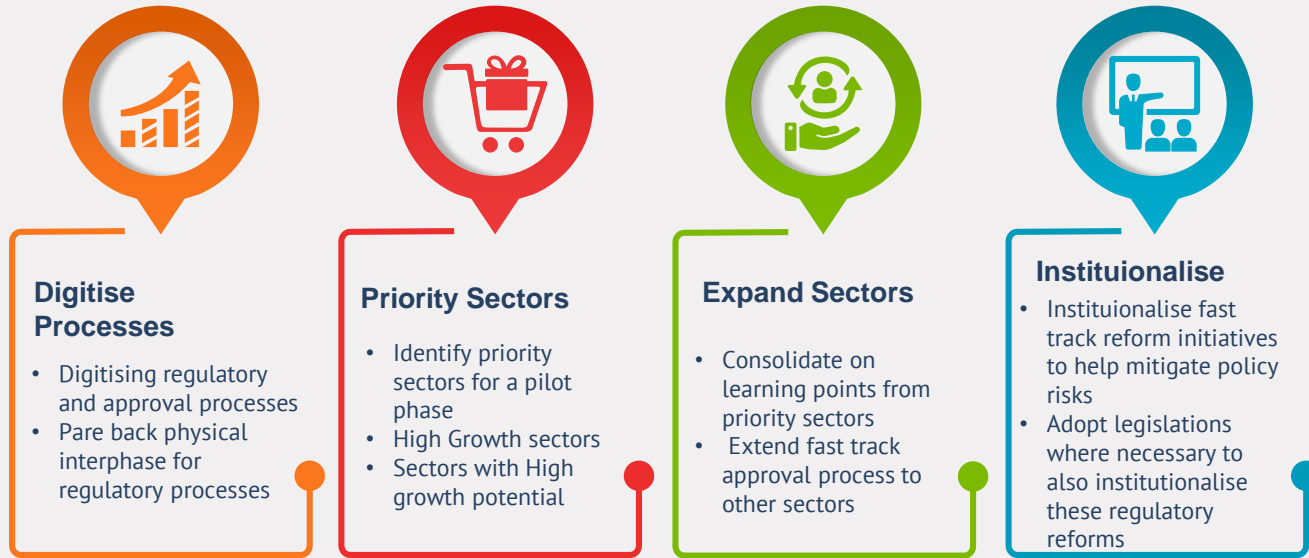 Digitise
Processes
• Digitising regulatory
and approval processes
• Pare back physical
interphase for
regulatory processes
Priority Sectors
• Identify priority
sectors for a pilot
phase
• High Growth sectors
• Sectors with High
growth potential
Expand Sectors
• Consolidate on
learning points from
priority sectors
• Extend fast track
approval process to
other sectors
Instituionalise
• Instituionalise fast
track reform initiatives
to help mitigate policy
risks
• Adopt legislations
where necessary to
also institutionalise
these regulatory
reforms